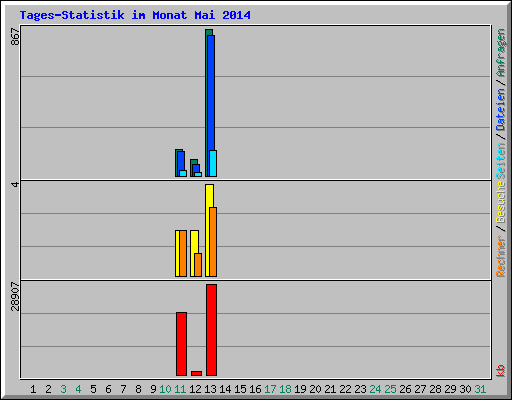 Tages-Statistik im Monat Mai 2014
867
4
28907
Rechner / Besuche Seiten / Dateien / Anfragen
kb
1 2 3 4 5 6 7 8 9 10 11 12 13 14 15 16 17 18 19 20 21 22 23 24 25 26 27 28 29 30 31